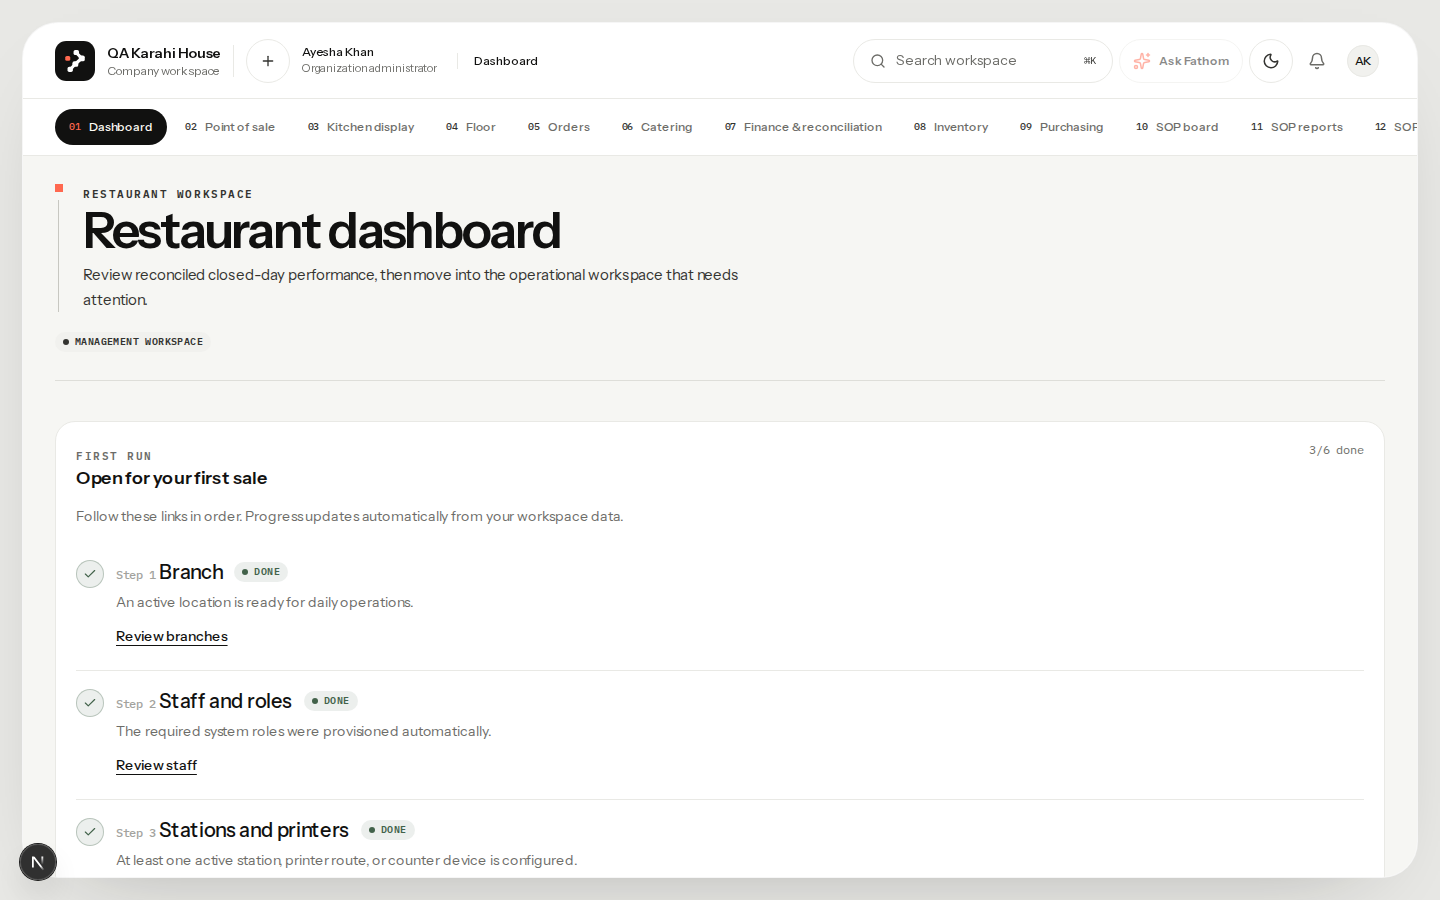 QA Karahi House
Company workspace
Ayesha Khan
Organization administrator
Dashboard
Search workspace
⌘K
Ask Fathom
AK
01 Dashboard
02 Point of sale
03 Kitchen display
04 Floor
05 Orders
06 Catering
07 Finance & reconciliation
08 Inventory
09 Purchasing
10 SOP board
11 SOP reports
12 SOP
RESTAURANT WORKSPACE
Restaurant dashboard
Review reconciled closed-day performance, then move into the operational workspace that needs
attention.
MANAGEMENT WORKSPACE
FIRST RUN
3/6 done
Open for your first sale
Follow these links in order. Progress updates automatically from your workspace data.
Step 1 Branch DONE
An active location is ready for daily operations.
Review branches
Step 2 Staff and roles DONE
The required system roles were provisioned automatically.
Review staff
Step 3 Stations and printers DONE
At least one active station, printer route, or counter device is configured.
N